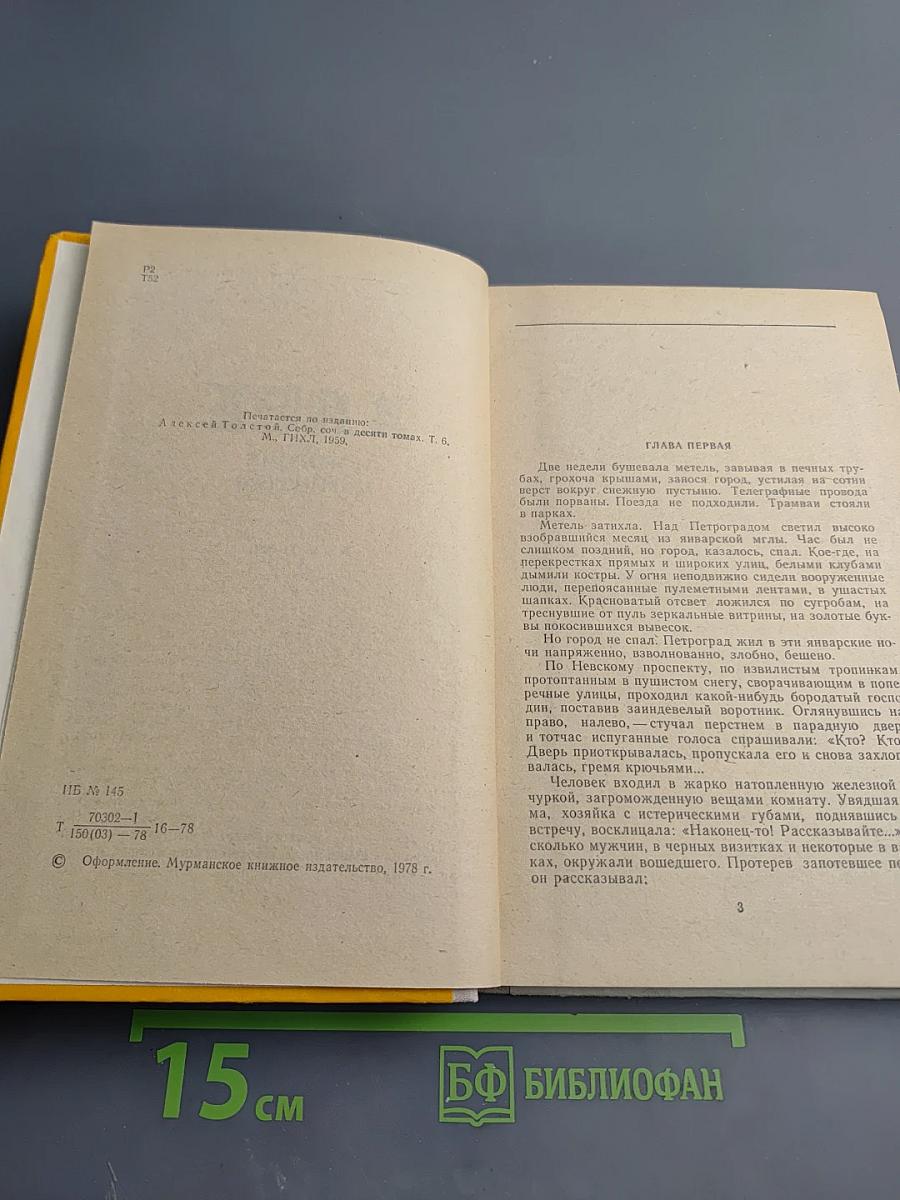 Р2
Т52
Печатается по изданию:
Алексей Толстой. Собр. соч. в десяти томах. Т. 6,
М., ГИХЛ, 1959.
ИБ № 145
Т 70302—1
150(03) — 78 16—78
© Оформление. Мурманское книжное издательство, 1978 г.
ГЛАВА ПЕРВАЯ
Две недели бушевала метель, завывая в печных тру-
бах, грохоча крышами, занося город, устилая на сотни
верст вокруг снежную пустыню. Телеграфные провода
были порваны. Поезда не подходили. Трамваи стояли
в парках.
Метель затихла. Над Петроградом светил высоко
взобравшийся месяц из январской мглы. Час был не
слишком поздний, но город, казалось, спал. Кое-где, на
перекрестках прямых и широких улиц, белыми клубами
дымили костры. У огня неподвижно сидели вооруженные
люди, перепоясанные пулеметными лентами, в ушастых
шапках. Красноватый отсвет ложился по сугробам, на
треснувшие от пуль зеркальные витрины, на золотые бук-
вы покосившихся вывесок.
Но город не спал. Петроград жил в эти январские но-
чи напряженно, взволнованно, злобно, бешено.
По Невскому проспекту, по извилистым тропинкам,
протоптанным в пушистом снегу, сворачивающим в попе-
речные улицы, проходил какой-нибудь бородатый госпо
дин, поставив заиндевелый воротник. Оглянувшись на
право, налево,— стучал перстнем в парадную двер
и тотчас испуганные голоса спрашивали: «Кто? Кто
Дверь приоткрывалась, пропускала его и снова захлоп
валась, гремя крючьями...
Человек входил в жарко натопленную железной
чуркой, загроможденную вещами комнату. Увядшая
ма, хозяйка с истерическими губами, поднявшись
встречу, восклицала: «Наконец-то! Рассказывайте...»
сколько мужчин, в черных визитках и некоторые в ва
ках, окружали вошедшего. Протерев запотевшее пе
он рассказывал:
3
15 см
БФ БИБЛИОФАН